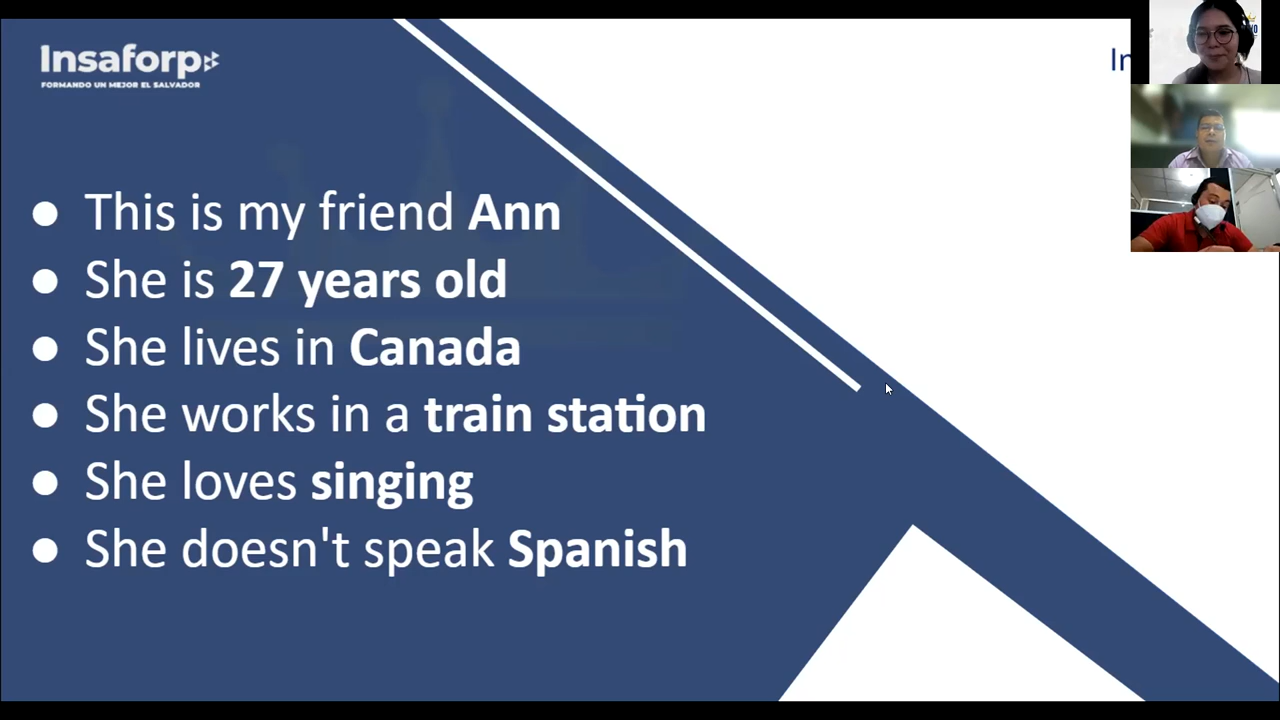 Insaforp
FORMANDO UN MEJOR EL SALVADOR
● This is my friend Ann
● She is 27 years old
● She lives in Canada
● She works in a train station
● She loves singing
● She doesn't speak Spanish